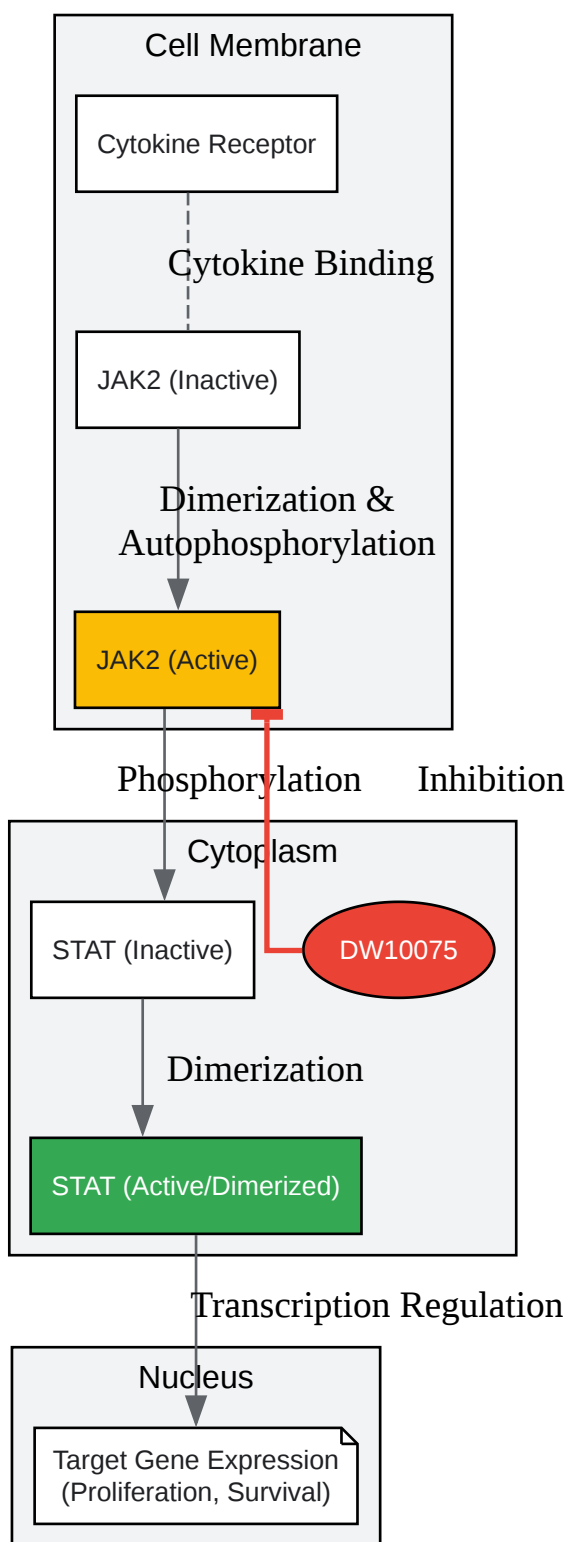 Cell Membrane
Cytokine Receptor
Cytokine Binding
JAK2 (Inactive)
Dimerization &
Autophosphorylation
JAK2 (Active)
Phosphorylation
Inhibition
Cytoplasm
STAT (Inactive)
DW10075
Dimerization
STAT (Active/Dimerized)
Transcription Regulation
Nucleus
Target Gene Expression
(Proliferation, Survival)